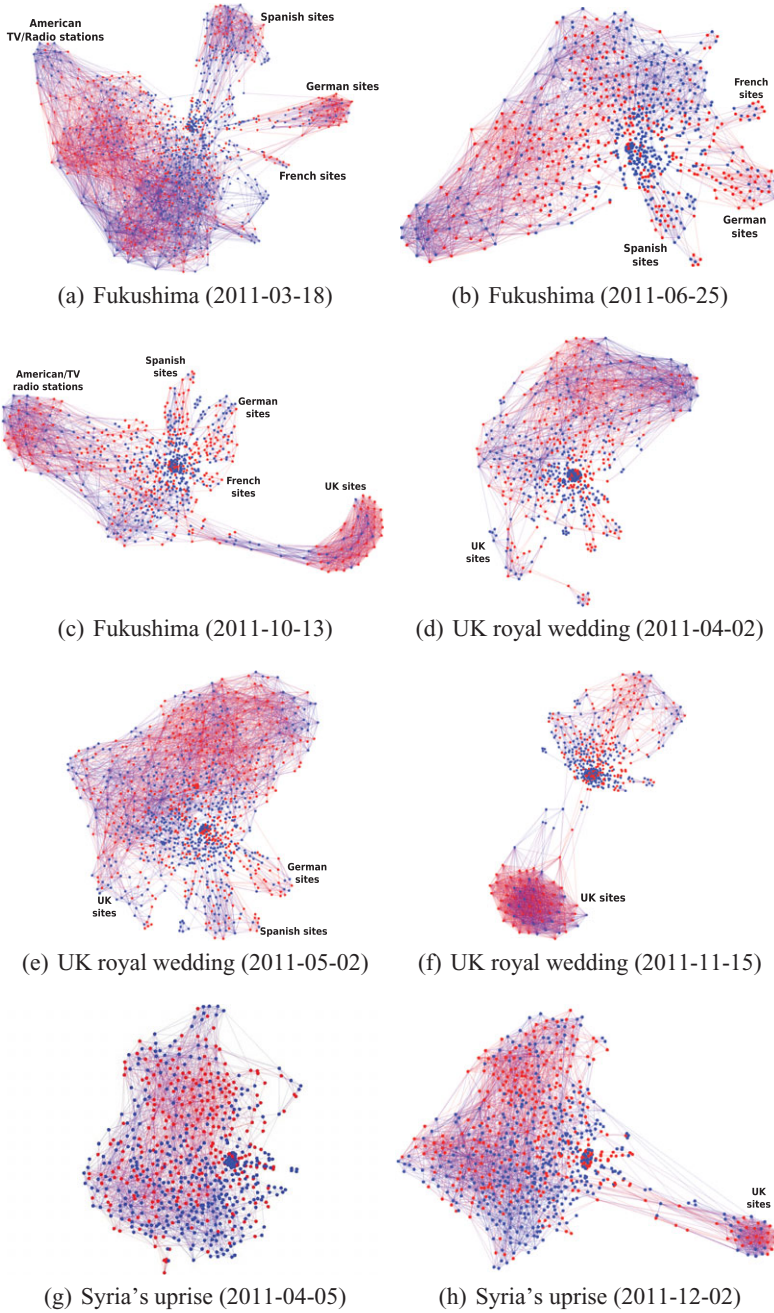 American
TV/Radio stations
Spanish sites
German sites
French sites
(a) Fukushima (2011-03-18)
French
sites
German
sites
Spanish
sites
(b) Fukushima (2011-06-25)
American/TV
radio stations
Spanish
sites
German
sites
French
sites
UK sites
(c) Fukushima (2011-10-13)
UK
sites
(d) UK royal wedding (2011-04-02)
UK
sites
German
sites
Spanish sites
(e) UK royal wedding (2011-05-02)
UK sites
(f) UK royal wedding (2011-11-15)
(g) Syria's uprise (2011-04-05)
UK
sites
(h) Syria's uprise (2011-12-02)